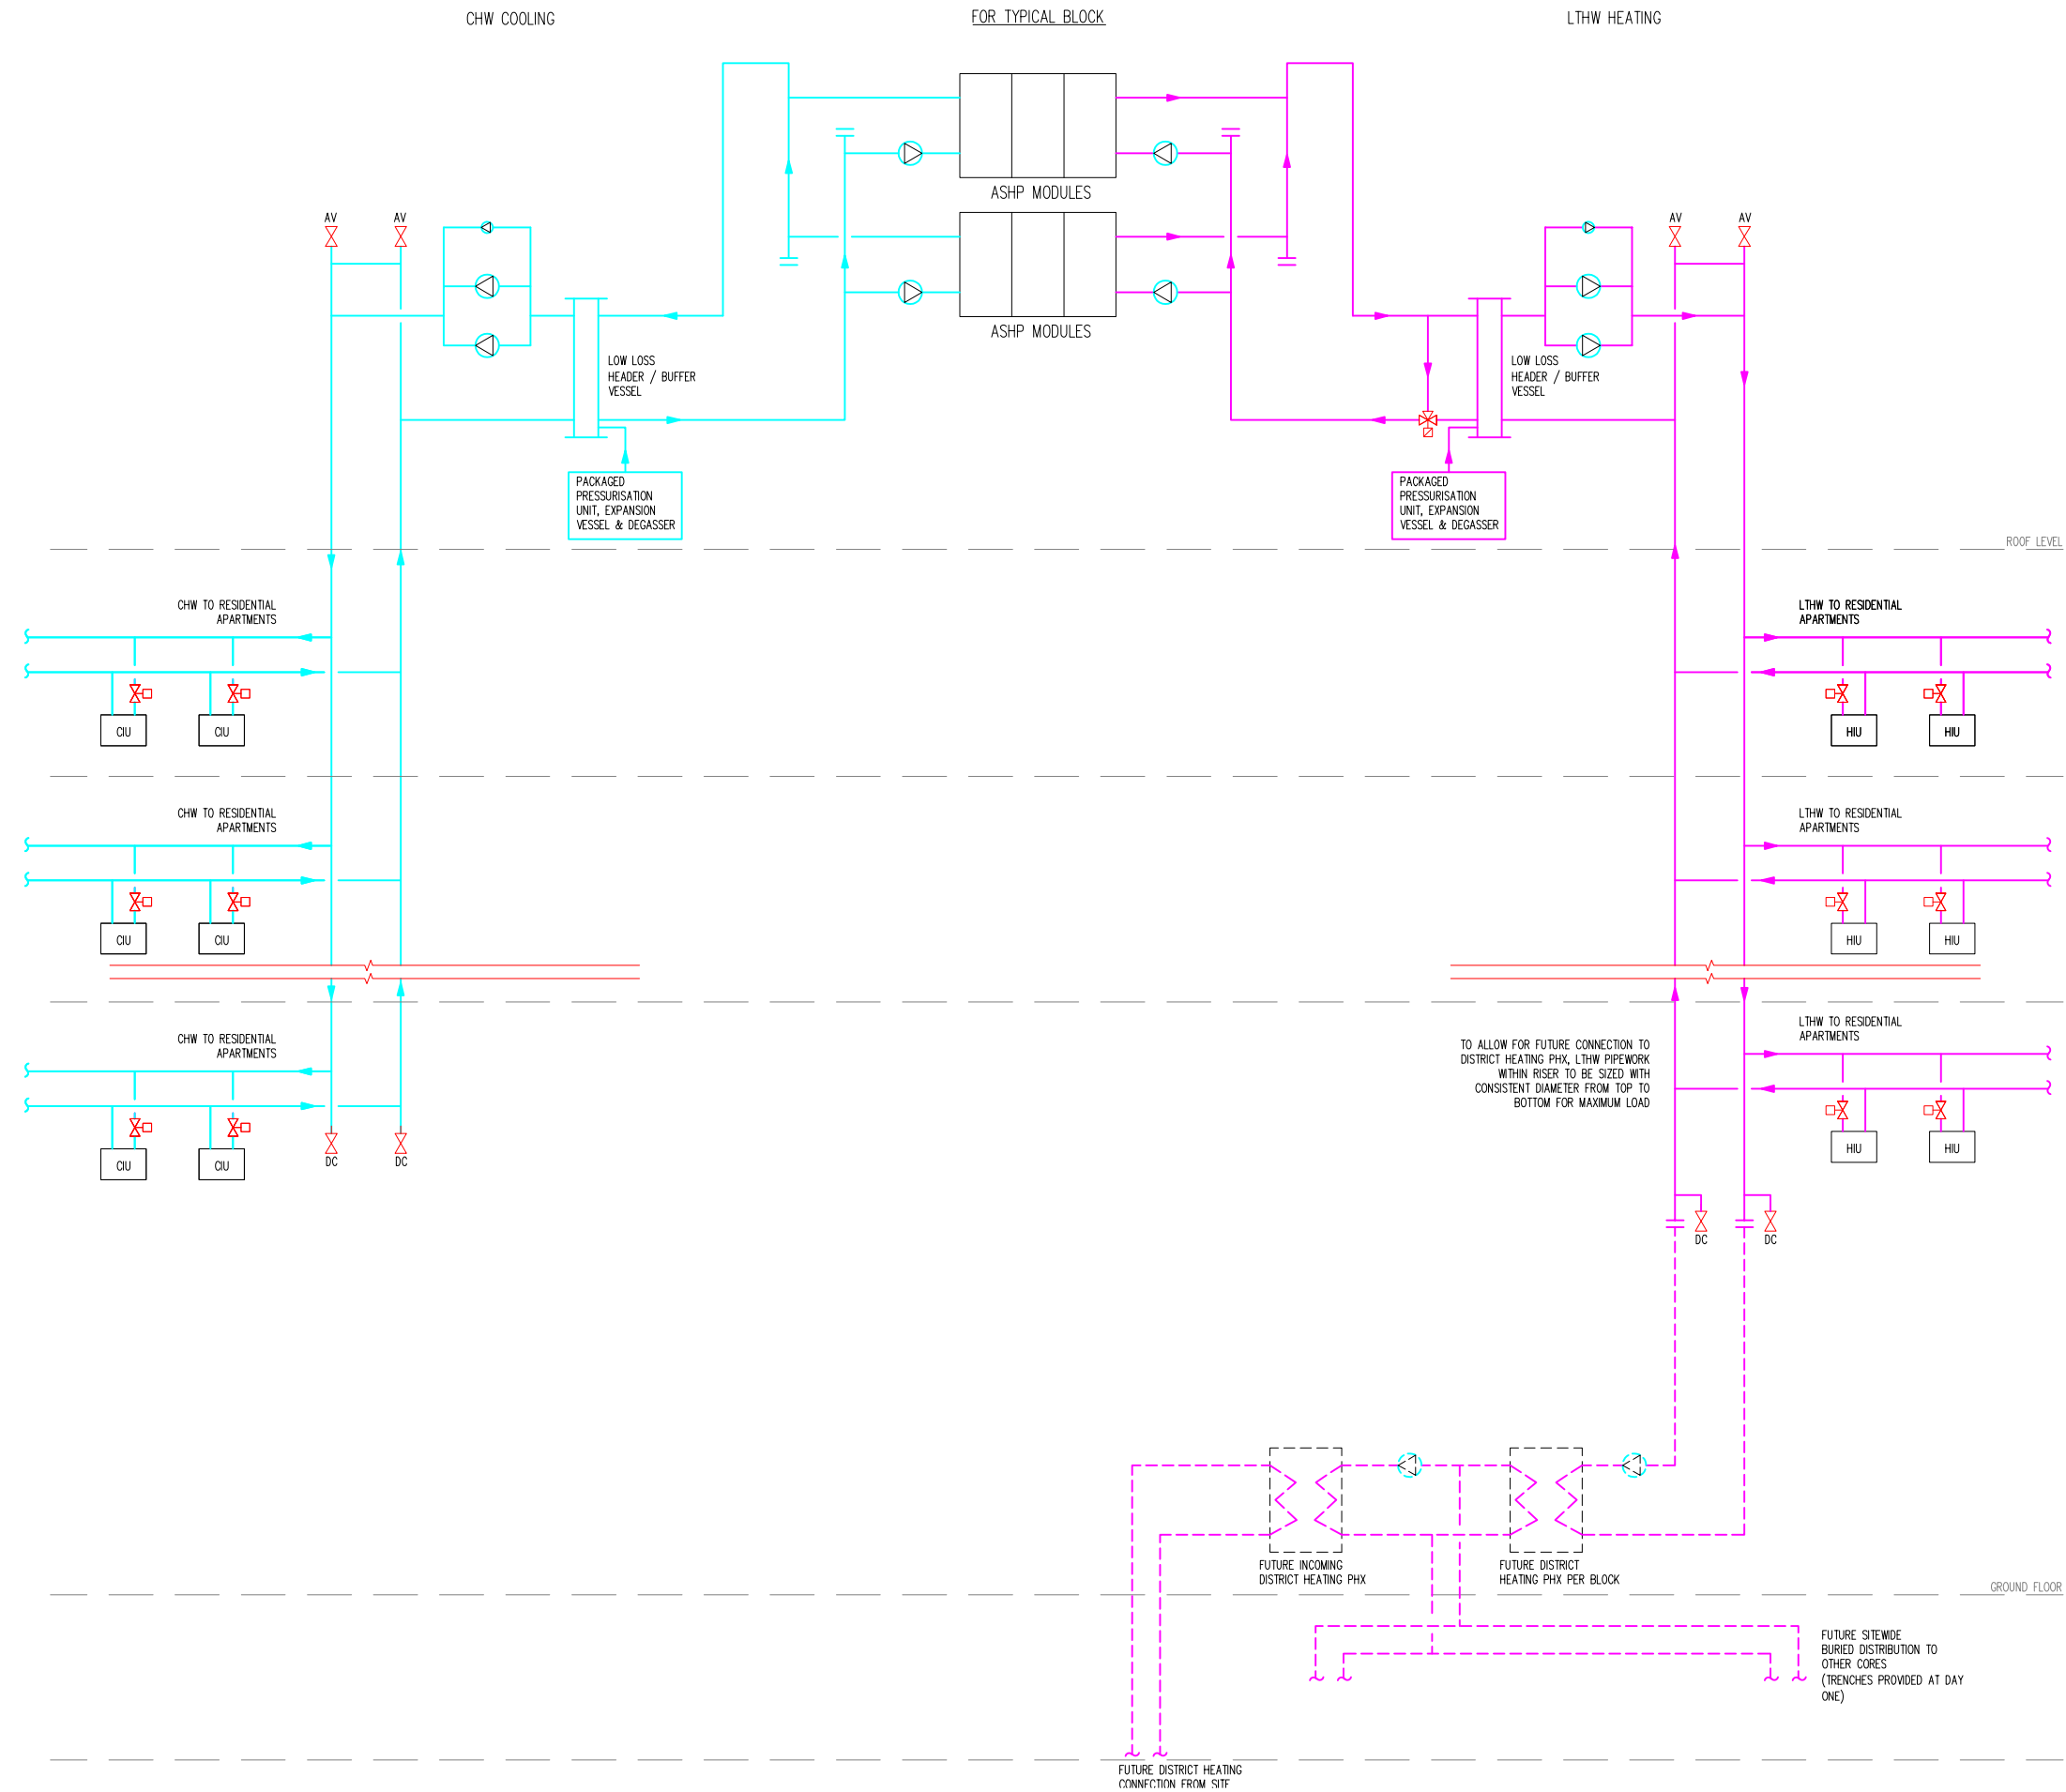 CHW COOLING
FOR TYPICAL BLOCK
LTHW HEATING
ASHP MODULES
ASHP MODULES
AV
AV
AV
AV
LOW LOSS
HEADER / BUFFER
VESSEL
LOW LOSS
HEADER / BUFFER
VESSEL
PACKAGED
PRESSURISATION
UNIT, EXPANSION
VESSEL & DEGASSER
PACKAGED
PRESSURISATION
UNIT, EXPANSION
VESSEL & DEGASSER
ROOF LEVEL
CHW TO RESIDENTIAL
APARTMENTS
LTHW TO RESIDENTIAL
APARTMENTS
CIU
CIU
HIU
HIU
CHW TO RESIDENTIAL
APARTMENTS
LTHW TO RESIDENTIAL
APARTMENTS
CIU
CIU
HIU
HIU
CHW TO RESIDENTIAL
APARTMENTS
TO ALLOW FOR FUTURE CONNECTION TO
DISTRICT HEATING PHX, LTHW PIPEWORK
WITHIN RISER TO BE SIZED WITH
CONSISTENT DIAMETER FROM TOP TO
BOTTOM FOR MAXIMUM LOAD
LTHW TO RESIDENTIAL
APARTMENTS
CIU
CIU
DC
DC
HIU
HIU
DC
DC
FUTURE INCOMING
DISTRICT HEATING PHX
FUTURE DISTRICT
HEATING PHX PER BLOCK
GROUND FLOOR
FUTURE SITEWIDE
BURIED DISTRIBUTION TO
OTHER CORES
(TRENCHES PROVIDED AT DAY
ONE)
FUTURE DISTRICT HEATING
CONNECTION FROM SITE